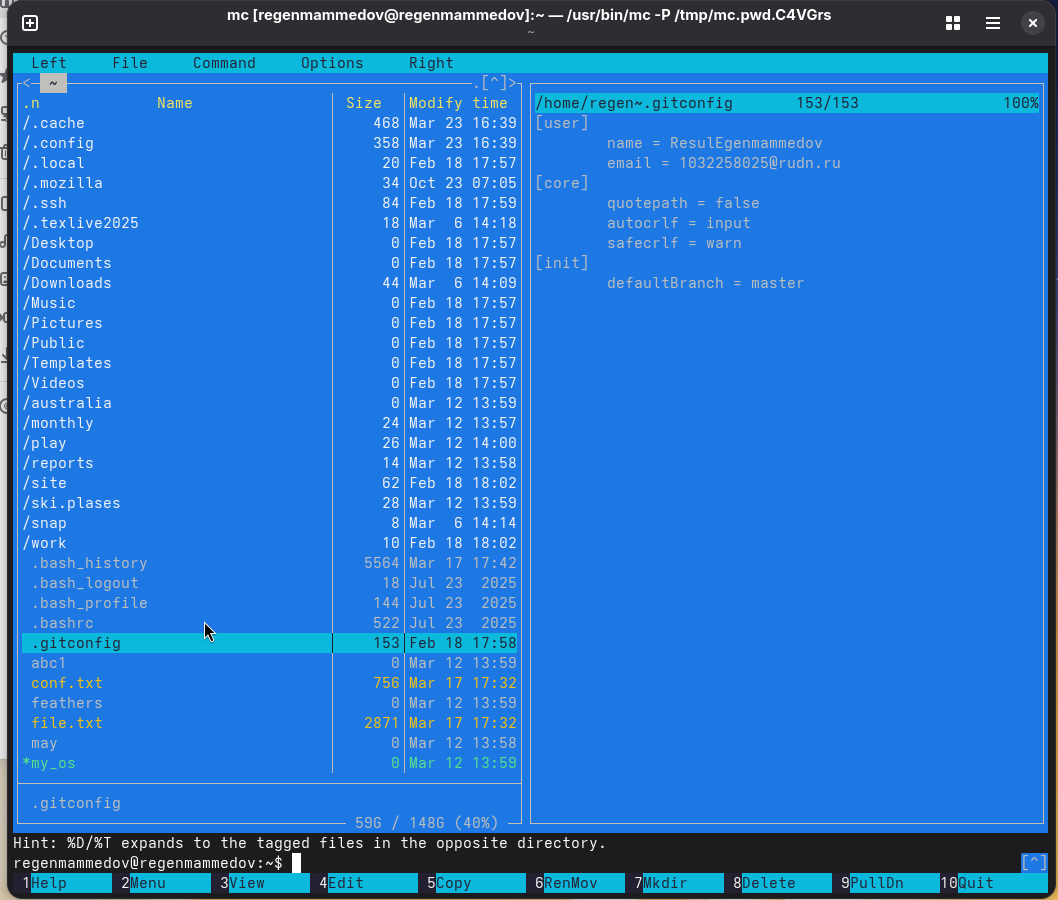 mc [regenmammedov@regenmammedov]:~ — /usr/bin/mc -P /tmp/mc.pwd.C4VGrs
~
Left File Command Options Right
<─ ~ ─.[^]>
.n Name Size Modify time
/.cache 468 Mar 23 16:39
/.config 358 Mar 23 16:39
/.local 20 Feb 18 17:57
/.mozilla 34 Oct 23 07:05
/.ssh 84 Feb 18 17:59
/.texlive2025 18 Mar 6 14:18
/Desktop 0 Feb 18 17:57
/Documents 0 Feb 18 17:57
/Downloads 44 Mar 6 14:09
/Music 0 Feb 18 17:57
/Pictures 0 Feb 18 17:57
/Public 0 Feb 18 17:57
/Templates 0 Feb 18 17:57
/Videos 0 Feb 18 17:57
/australia 0 Mar 12 13:59
/monthly 24 Mar 12 13:57
/play 26 Mar 12 14:00
/reports 14 Mar 12 13:58
/site 62 Feb 18 18:02
/ski.plases 28 Mar 12 13:59
/snap 8 Mar 6 14:14
/work 10 Feb 18 18:02
.bash_history 5564 Mar 17 17:42
.bash_logout 18 Jul 23 2025
.bash_profile 144 Jul 23 2025
.bashrc 522 Jul 23 2025
.gitconfig 153 Feb 18 17:58
abc1 0 Mar 12 13:59
conf.txt 756 Mar 17 17:32
feathers 0 Mar 12 13:59
file.txt 2871 Mar 17 17:32
may 0 Mar 12 13:58
*my_os 0 Mar 12 13:59
.gitconfig
59G / 148G (40%)
/home/regen~.gitconfig 153/153 100%
[user]
name = ResulEgenmammedov
email = 1032258025@rudn.ru
[core]
quotepath = false
autocrlf = input
safecrlf = warn
[init]
defaultBranch = master
Hint: %D/%T expands to the tagged files in the opposite directory.
regenmammedov@regenmammedov:~$ [^]
1Help 2Menu 3View 4Edit 5Copy 6RenMov 7Mkdir 8Delete 9PullDn 10Quit